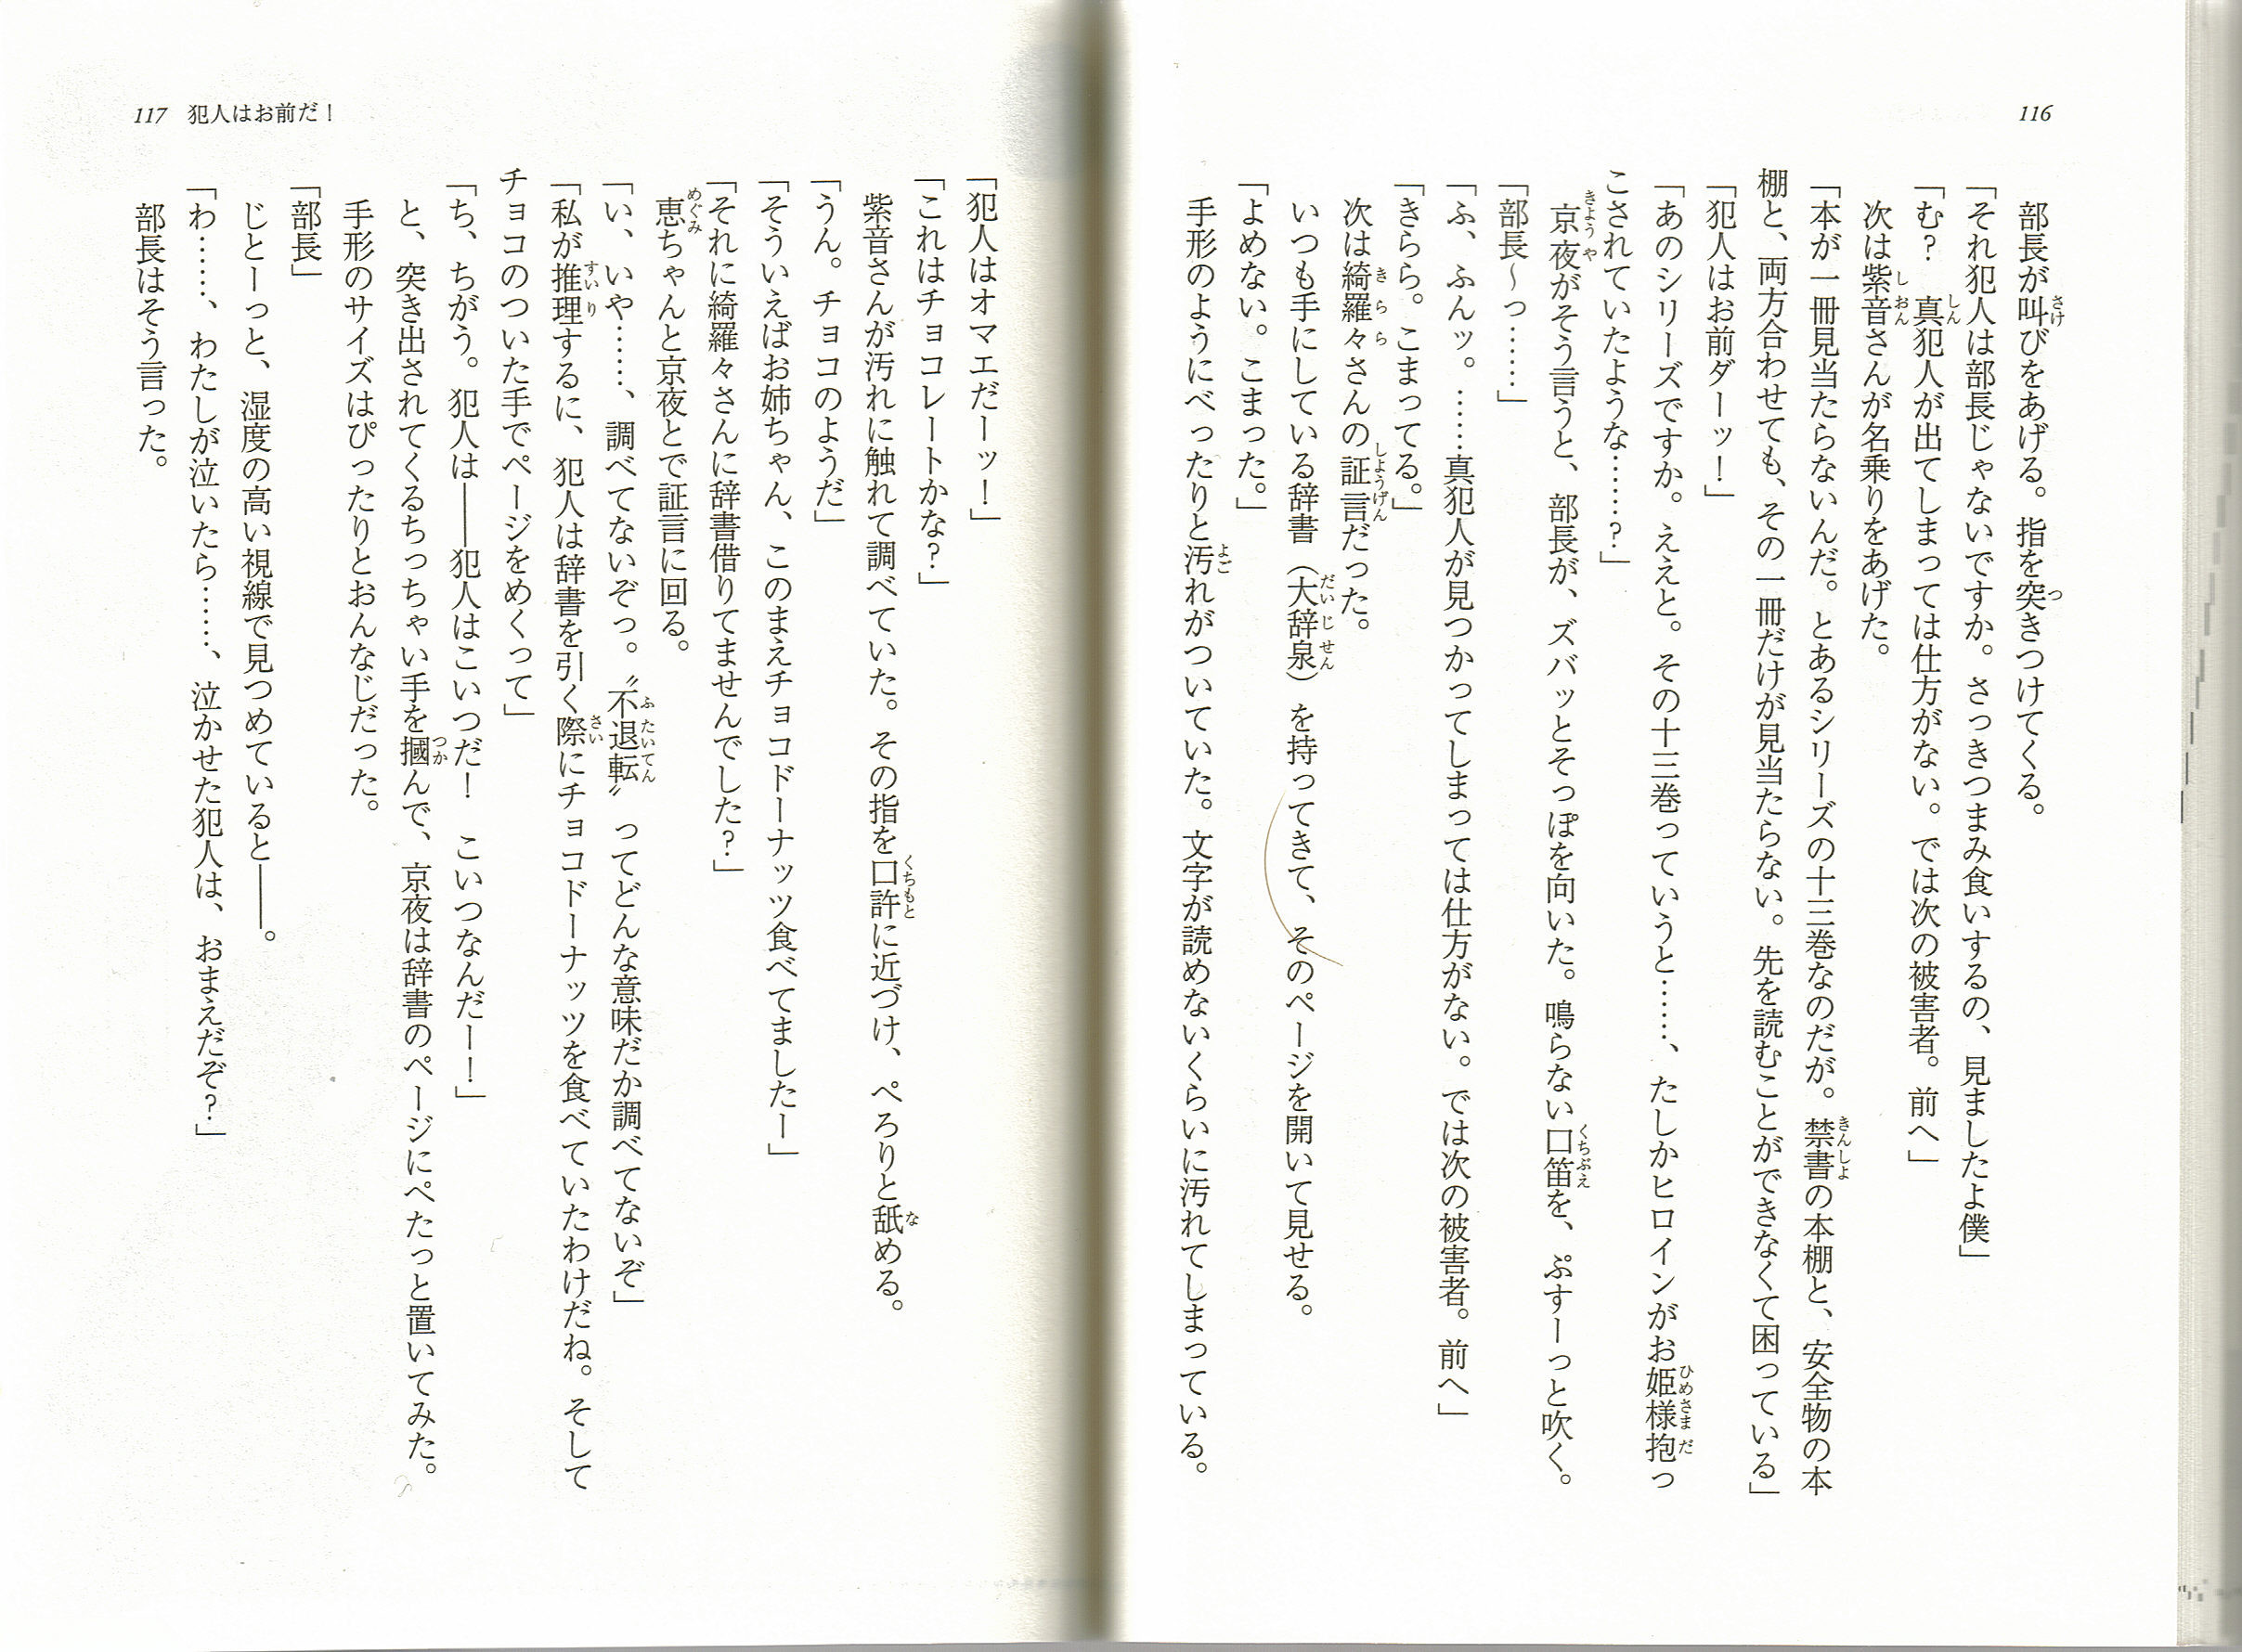 116
部長が叫びをあげる。指を突きつけてくる。
「それ犯人は部長じゃないですか。さっきつまみ食いするの、見ましたよ僕」
「む？　真犯人が出てしまっては仕方がない。では次の被害者。前へ」
次は紫音さんが名乗りをあげた。
「本が一冊見当たらないんだ。とあるシリーズの十三巻なのだが。禁書の本棚と、安全物の本
棚と、両方合わせても、その一冊だけが見当たらない。先を読むことができなくて困っている」
「犯人はお前ダーッ！」
「あのシリーズですか。ええと。その十三巻っていうと……、たしかヒロインがお姫様抱っ
こされていたような……？」
京夜がそう言うと、部長が、ズバッとそっぽを向いた。鳴らない口笛を、ぷすーっと吹く。
「部長～っ……」
「ふ、ふんッ。……真犯人が見つかってしまっては仕方がない。では次の被害者。前へ」
「きらら。こまってる。」
次は綺羅々さんの証言だった。
いつも手にしている辞書（大辞泉）を持ってきて、そのページを開いて見せる。
「よめない。こまった。」
手形のようにべったりと汚れがついていた。文字が読めないくらいに汚れてしまっている。
117　犯人はお前だ！
「犯人はオマエだーッ！」
「これはチョコレートかな？」
紫音さんが汚れに触れて調べていた。その指を口許に近づけ、ぺろりと舐める。
「うん。チョコのようだ」
「そういえばお姉ちゃん、このまえチョコドーナッツ食べてましたー」
「それに綺羅々さんに辞書借りてませんでした？」
恵ちゃんと京夜とで証言に回る。
「い、いや……、調べてないぞっ。〝不退転〟ってどんな意味だか調べてないぞ」
「私が推理するに、犯人は辞書を引く際にチョコドーナッツを食べていたわけだね。そして
チョコのついた手でページをめくって」
「ち、ちがう。犯人は――犯人はこいつだ！　こいつなんだー！」
と、突き出されてくるちっちゃい手を摑んで、京夜は辞書のページにぺたっと置いてみた。
手形のサイズはぴったりとおんなじだった。
「部長」
じとーっと、湿度の高い視線で見つめていると――。
「わ……、わたしが泣いたら……、泣かせた犯人は、おまえだぞ？」
部長はそう言った。